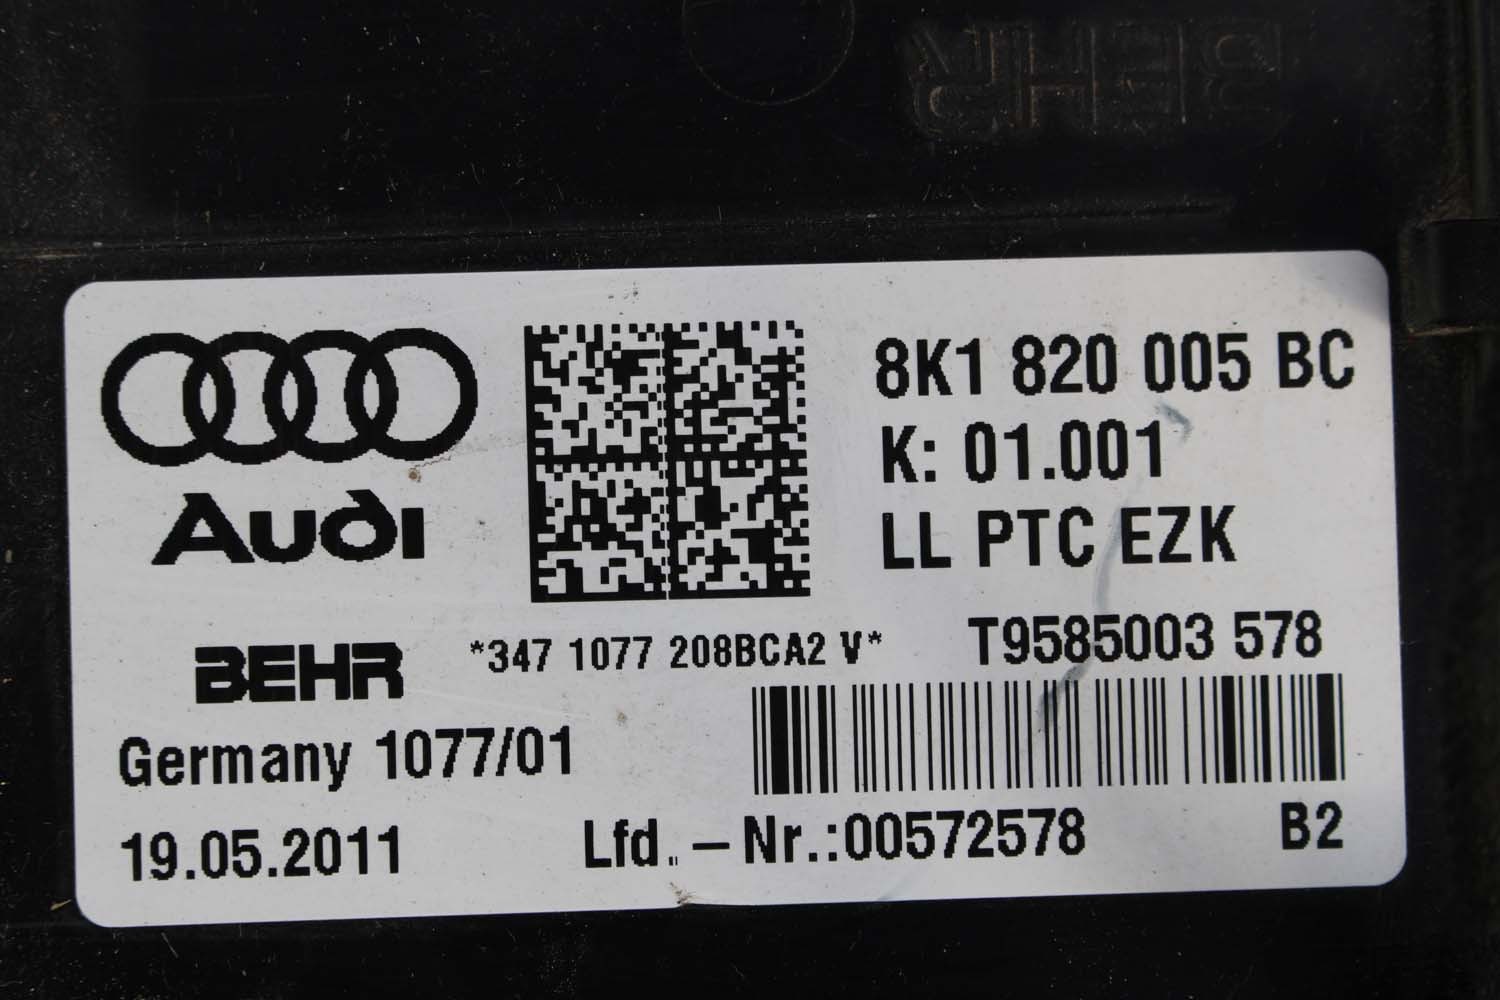 BEHR
Audi
8K1 820 005 BC
K: 01.001
LL PTC EZK
BEHR
*347 1077 208BCA2 V*
T9585003 578
Germany 1077/01
19.05.2011
Lfd.. – Nr.:00572578
B2